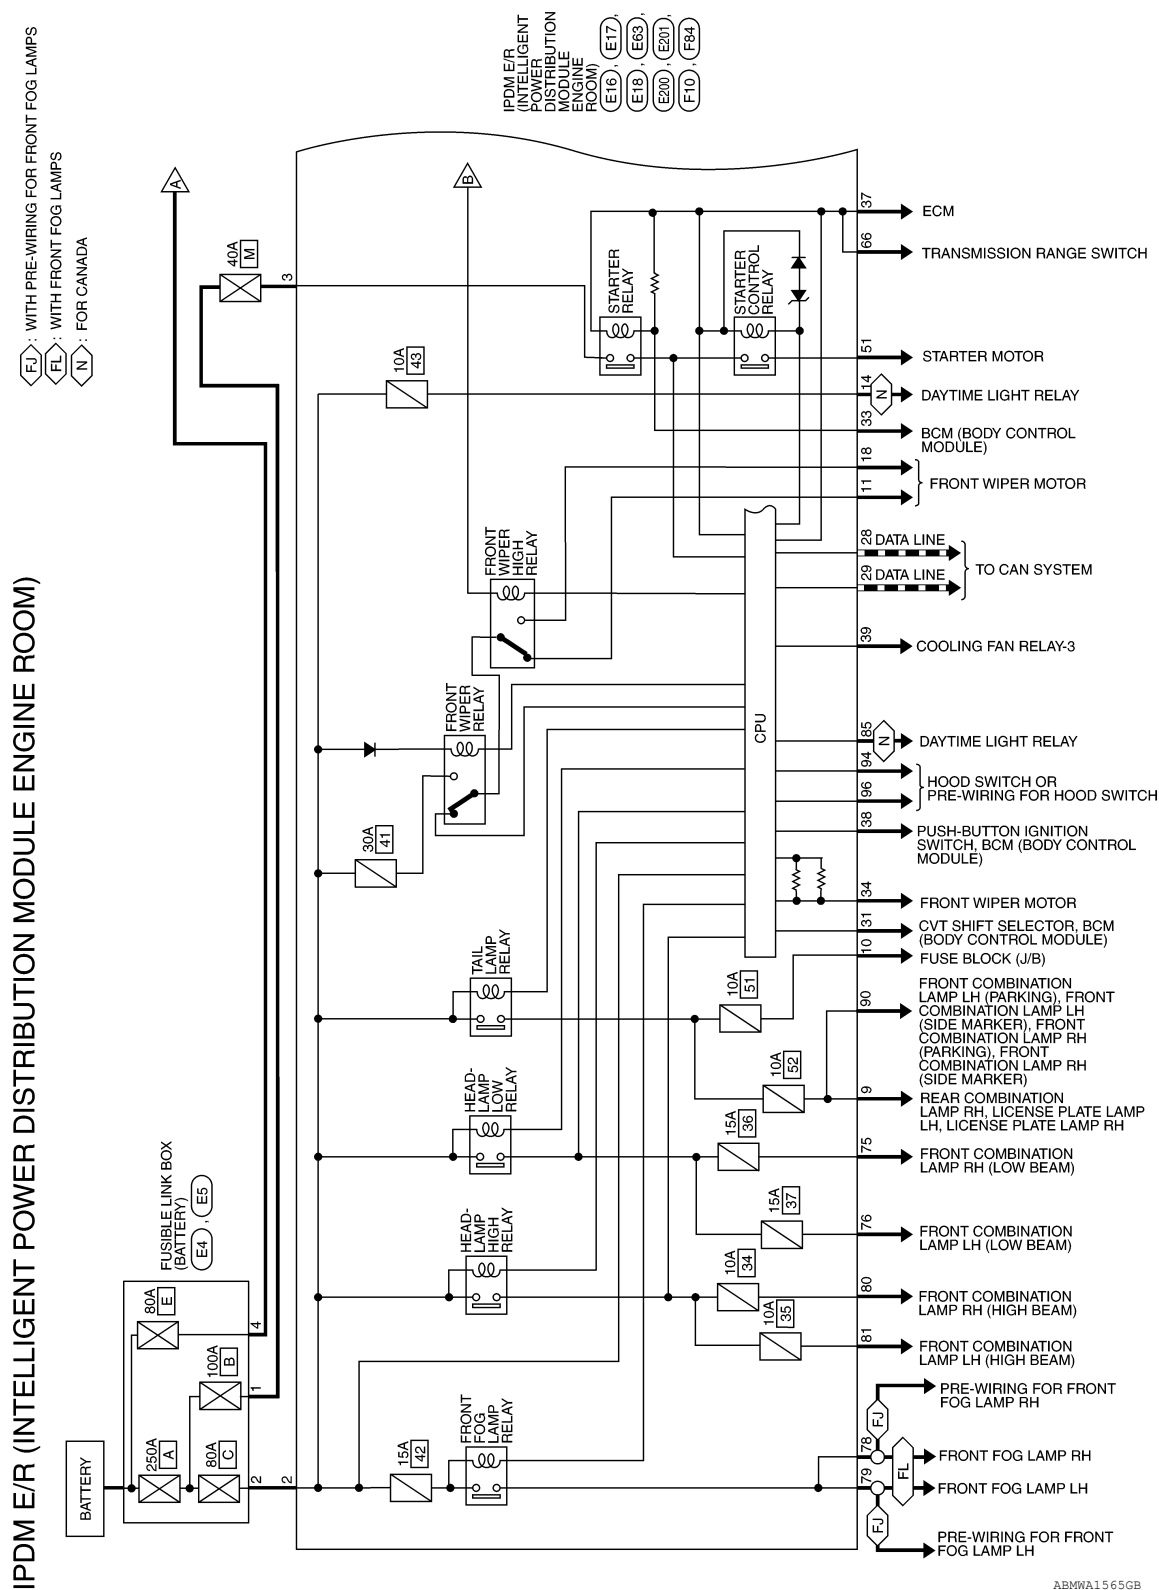 IPDM E/R (INTELLIGENT POWER DISTRIBUTION MODULE ENGINE ROOM)
FJ : WITH PRE-WIRING FOR FRONT FOG LAMPS
FL : WITH FRONT FOG LAMPS
N : FOR CANADA
IPDM E/R
(INTELLIGENT
POWER
DISTRIBUTION
MODULE
ENGINE
ROOM)
E16 , E17 ,
E18 , E63 ,
E200 , E201 ,
F10 , F84
A
B
40A
M
3
10A
43
STARTER
RELAY
STARTER
CONTROL
RELAY
37
ECM
66
TRANSMISSION RANGE SWITCH
51
STARTER MOTOR
14
N
DAYTIME LIGHT RELAY
33
BCM (BODY CONTROL
MODULE)
18
11
FRONT WIPER MOTOR
28
DATA LINE
29
DATA LINE
TO CAN SYSTEM
FRONT
WIPER
HIGH
RELAY
39
COOLING FAN RELAY-3
FRONT
WIPER
RELAY
CPU
30A
41
85
N
DAYTIME LIGHT RELAY
94
96
HOOD SWITCH OR
PRE-WIRING FOR HOOD SWITCH
38
PUSH-BUTTON IGNITION
SWITCH, BCM (BODY CONTROL
MODULE)
34
FRONT WIPER MOTOR
31
CVT SHIFT SELECTOR, BCM
(BODY CONTROL MODULE)
10
FUSE BLOCK (J/B)
TAIL
LAMP
RELAY
10A
51
90
FRONT COMBINATION
LAMP LH (PARKING), FRONT
COMBINATION LAMP LH
(SIDE MARKER), FRONT
COMBINATION LAMP RH
(PARKING), FRONT
COMBINATION LAMP RH
(SIDE MARKER)
10A
52
9
REAR COMBINATION
LAMP RH, LICENSE PLATE LAMP
LH, LICENSE PLATE LAMP RH
HEAD-
LAMP
LOW
RELAY
15A
36
75
FRONT COMBINATION
LAMP RH (LOW BEAM)
15A
37
76
FRONT COMBINATION
LAMP LH (LOW BEAM)
FUSIBLE LINK BOX
(BATTERY)
E4 , E5
HEAD-
LAMP
HIGH
RELAY
10A
34
80
FRONT COMBINATION
LAMP RH (HIGH BEAM)
10A
35
81
FRONT COMBINATION
LAMP LH (HIGH BEAM)
80A
E
4
100A
B
1
250A
A
80A
C
2
2
BATTERY
15A
42
FRONT
FOG
LAMP
RELAY
FJ
PRE-WIRING FOR FRONT
FOG LAMP RH
78
FRONT FOG LAMP RH
79
FL
FRONT FOG LAMP LH
FJ
PRE-WIRING FOR FRONT
FOG LAMP LH
ABMWA1565GB